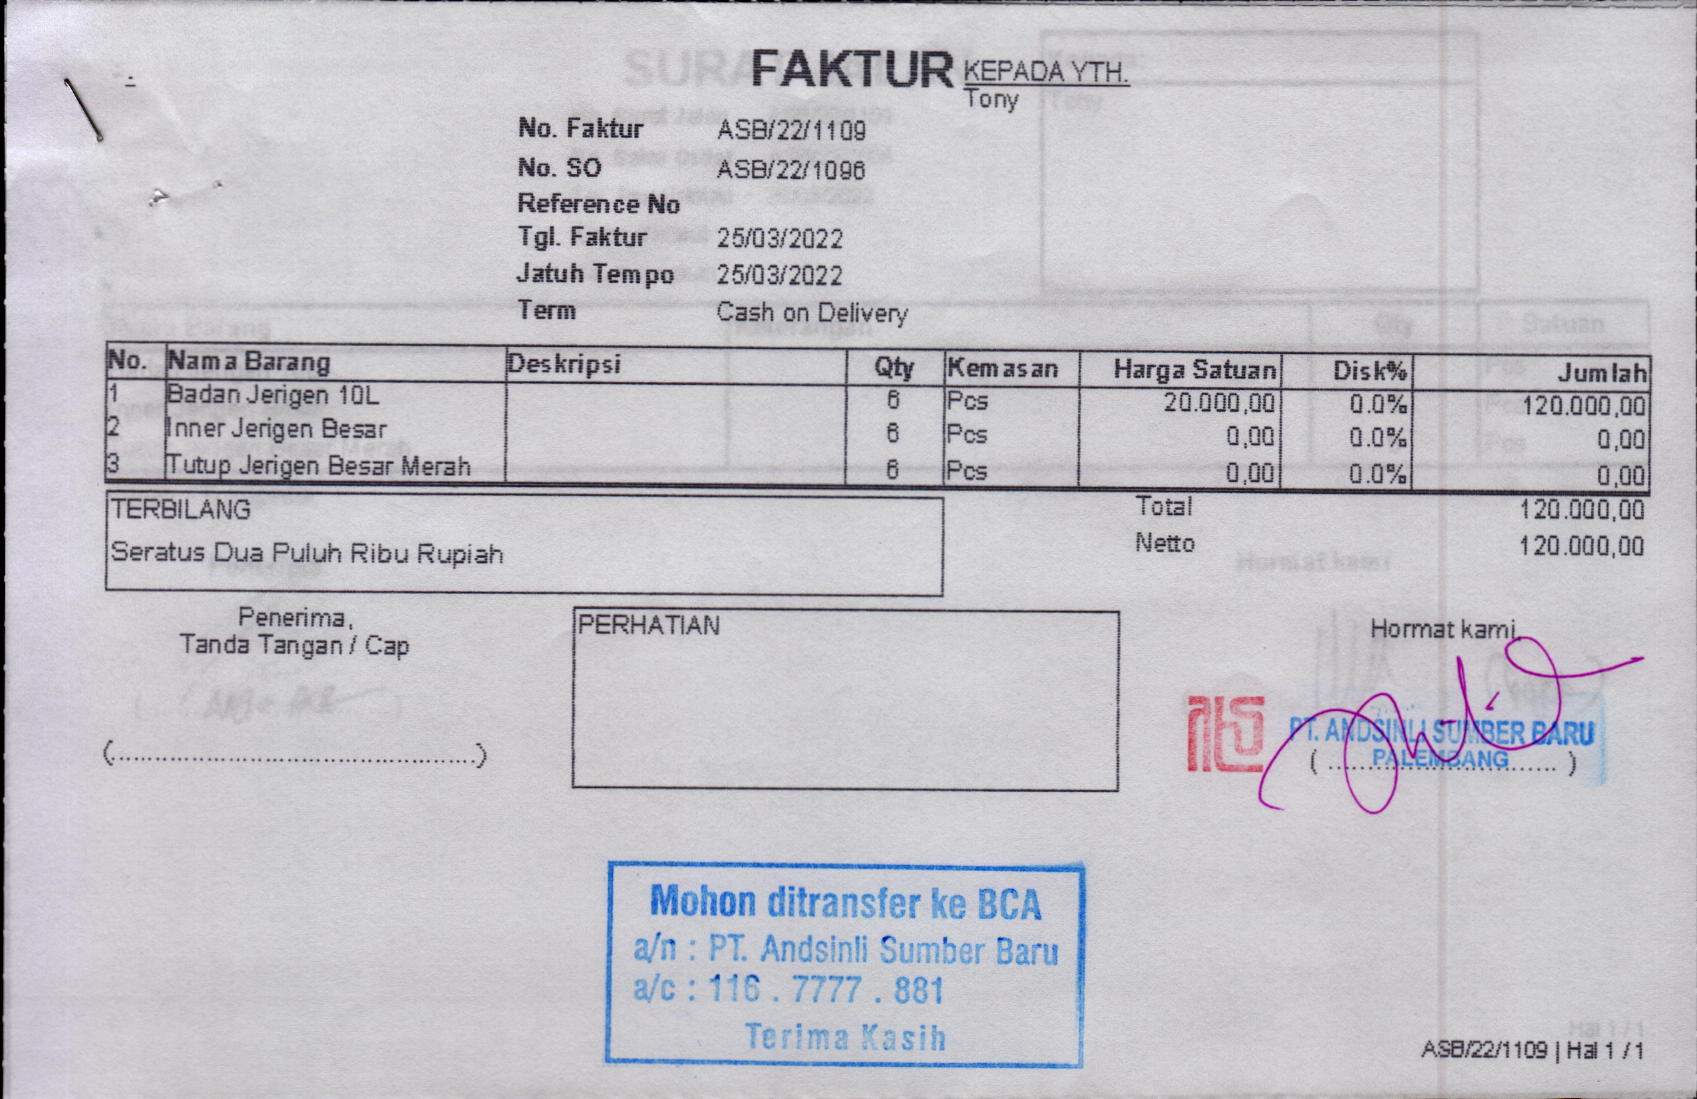 FAKTUR
KEPADA YTH.
Tony
No. Faktur ASB/22/1109
No. SO ASB/22/1096
Reference No
Tgl. Faktur 25/03/2022
Jatuh Tempo 25/03/2022
Term Cash on Delivery
No. Nama Barang Deskripsi Qty Kemasan Harga Satuan Disk% Jumlah
1 Badan Jerigen 10L 6 Pcs 20.000,00 0.0% 120.000,00
2 Inner Jerigen Besar 6 Pcs 0,00 0.0% 0,00
3 Tutup Jerigen Besar Merah 6 Pcs 0,00 0.0% 0,00
TERBILANG
Seratus Dua Puluh Ribu Rupiah
Total 120.000,00
Netto 120.000,00
Penerima,
Tanda Tangan / Cap
(................................................)
PERHATIAN
Hormat kami,
PT. ANDSINLI SUMBER BARU
PALEMBANG
Mohon ditransfer ke BCA
a/n : PT. Andsinli Sumber Baru
a/c : 116 . 7777 . 881
Terima Kasih
ASB/22/1109 | Hal 1 / 1